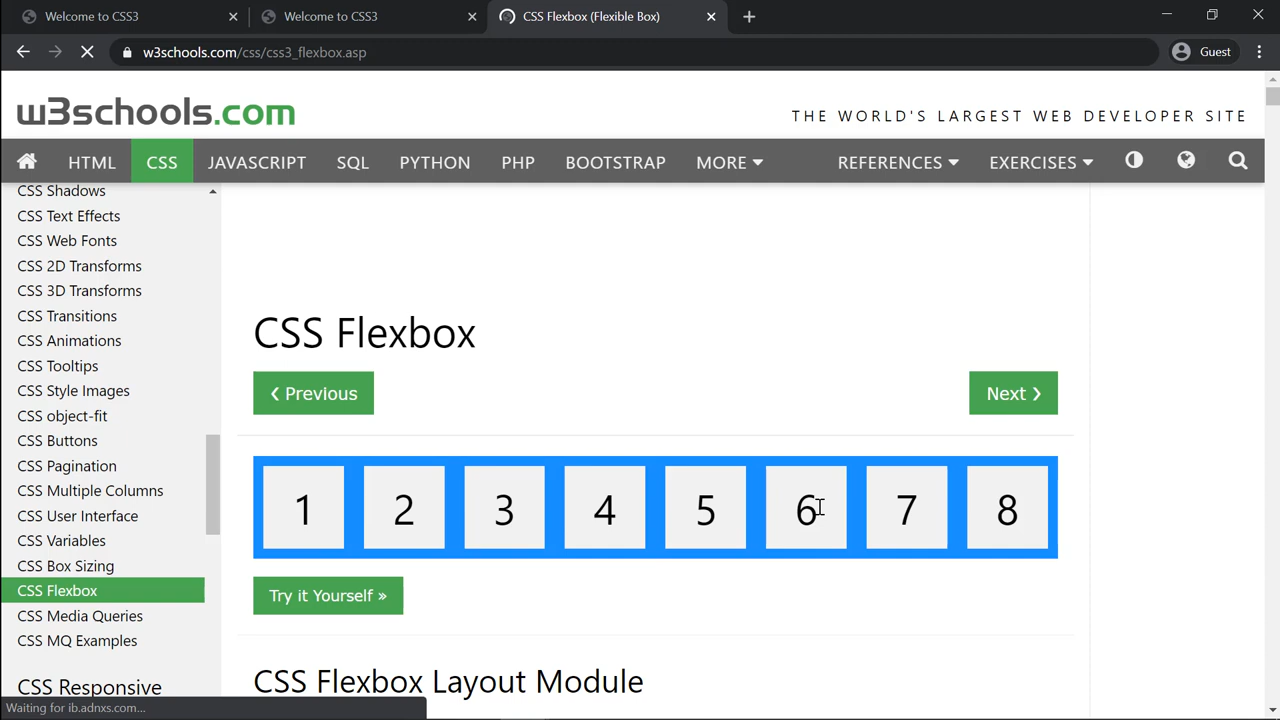 Welcome to CSS3
Welcome to CSS3
CSS Flexbox (Flexible Box)
w3schools.com/css/css3_flexbox.asp
Guest
w3schools.com
THE WORLD'S LARGEST WEB DEVELOPER SITE
HTML CSS JAVASCRIPT SQL PYTHON PHP BOOTSTRAP MORE REFERENCES EXERCISES
CSS Shadows
CSS Text Effects
CSS Web Fonts
CSS 2D Transforms
CSS 3D Transforms
CSS Transitions
CSS Animations
CSS Tooltips
CSS Style Images
CSS object-fit
CSS Buttons
CSS Pagination
CSS Multiple Columns
CSS User Interface
CSS Variables
CSS Box Sizing
CSS Flexbox
CSS Media Queries
CSS MQ Examples
CSS Responsive
CSS Flexbox
❮ Previous
Next ❯
1 2 3 4 5 6 7 8
Try it Yourself »
CSS Flexbox Layout Module
Waiting for ib.adnxs.com...